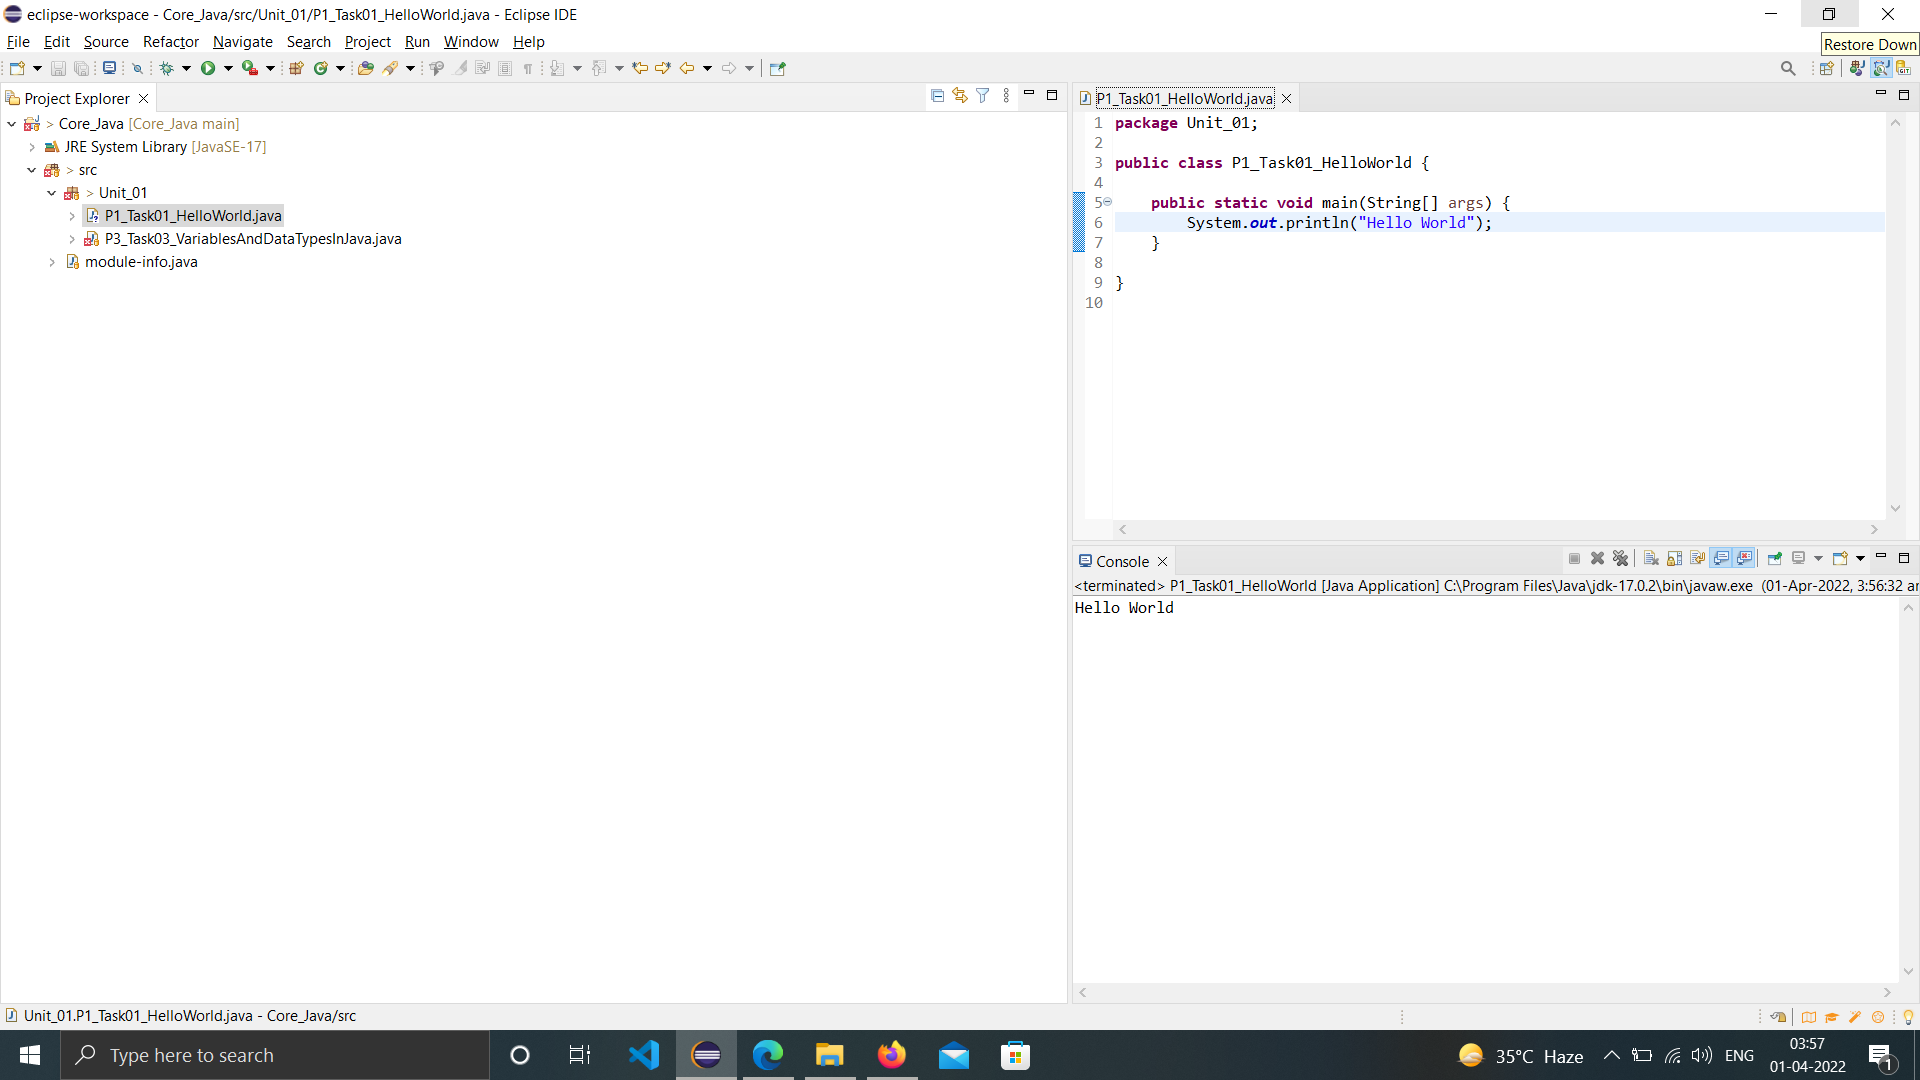 eclipse-workspace - Core_Java/src/Unit_01/P1_Task01_HelloWorld.java - Eclipse IDE
File Edit Source Refactor Navigate Search Project Run Window Help
Restore Down
Project Explorer
> Core_Java [Core_Java main]
JRE System Library [JavaSE-17]
> src
> Unit_01
P1_Task01_HelloWorld.java
P3_Task03_VariablesAndDataTypesInJava.java
module-info.java
P1_Task01_HelloWorld.java
1 package Unit_01;
2
3 public class P1_Task01_HelloWorld {
4
5 public static void main(String[] args) {
6 System.out.println("Hello World");
7 }
8
9 }
10
Console
<terminated> P1_Task01_HelloWorld [Java Application] C:\Program Files\Java\jdk-17.0.2\bin\javaw.exe (01-Apr-2022, 3:56:32 ar
Hello World
Unit_01.P1_Task01_HelloWorld.java - Core_Java/src
Type here to search
35°C Haze
ENG
03:57
01-04-2022
1